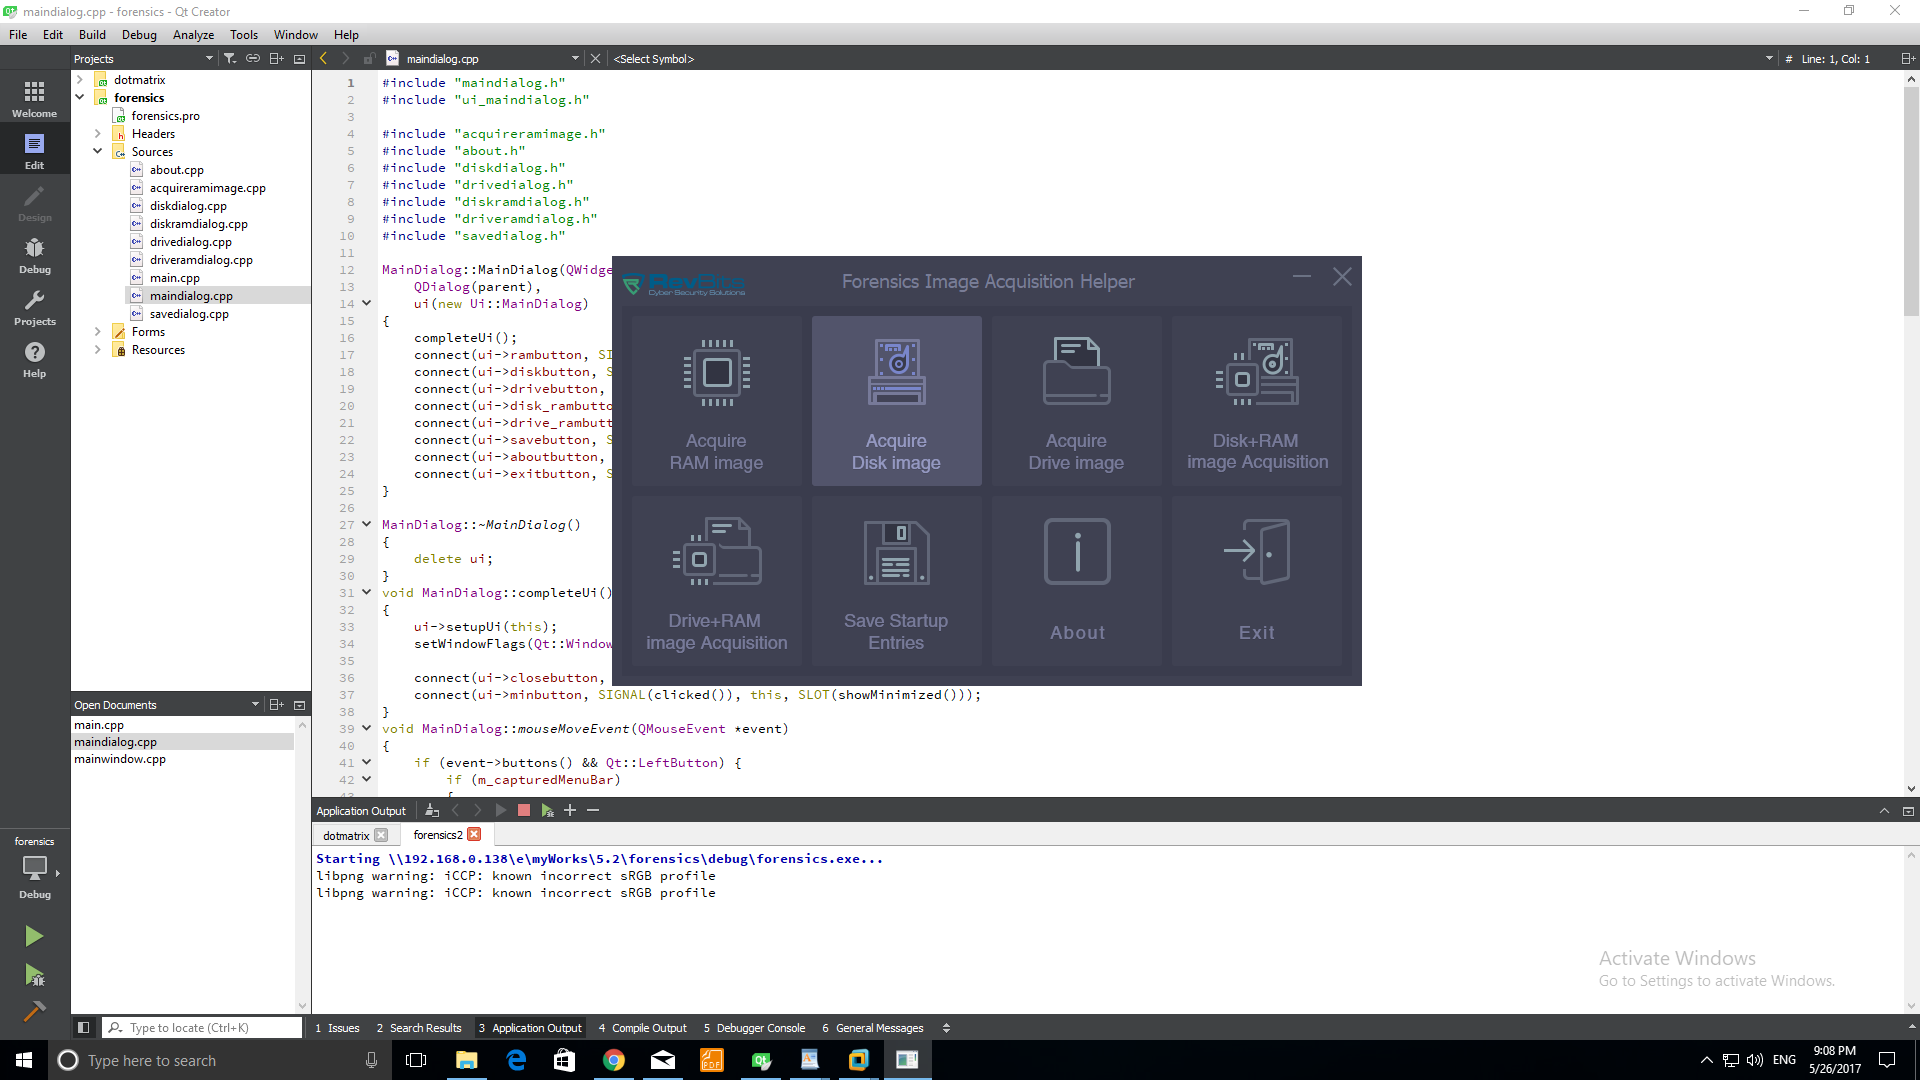 maindialog.cpp - forensics - Qt Creator
File Edit Build Debug Analyze Tools Window Help
Projects
maindialog.cpp
<Select Symbol>
# Line: 1, Col: 1
Welcome
Edit
Design
Debug
Projects
Help
dotmatrix
forensics
forensics.pro
Headers
Sources
about.cpp
acquireramimage.cpp
diskdialog.cpp
diskramdialog.cpp
drivedialog.cpp
driveramdialog.cpp
main.cpp
maindialog.cpp
savedialog.cpp
Forms
Resources
Open Documents
main.cpp
maindialog.cpp
mainwindow.cpp
1 #include "maindialog.h"
2 #include "ui_maindialog.h"
3
4 #include "acquireramimage.h"
5 #include "about.h"
6 #include "diskdialog.h"
7 #include "drivedialog.h"
8 #include "diskramdialog.h"
9 #include "driveramdialog.h"
10 #include "savedialog.h"
11
12 MainDialog::MainDialog(QWidge
13 QDialog(parent),
14 ui(new Ui::MainDialog)
15 {
16 completeUi();
17 connect(ui->rambutton, SI
18 connect(ui->diskbutton, S
19 connect(ui->drivebutton,
20 connect(ui->disk_rambutto
21 connect(ui->drive_rambutt
22 connect(ui->savebutton, S
23 connect(ui->aboutbutton,
24 connect(ui->exitbutton, S
25 }
26
27 MainDialog::~MainDialog()
28 {
29 delete ui;
30 }
31 void MainDialog::completeUi()
32 {
33 ui->setupUi(this);
34 setWindowFlags(Qt::Window
35
36 connect(ui->closebutton,
37 connect(ui->minbutton, SIGNAL(clicked()), this, SLOT(showMinimized()));
38 }
39 void MainDialog::mouseMoveEvent(QMouseEvent *event)
40 {
41 if (event->buttons() && Qt::LeftButton) {
42 if (m_capturedMenuBar)
43 {
RevBits
Cyber Security Solutions
Forensics Image Acquisition Helper
Acquire
RAM image
Acquire
Disk image
Acquire
Drive image
Disk+RAM
image Acquisition
Drive+RAM
image Acquisition
Save Startup
Entries
About
Exit
Application Output
dotmatrix
forensics2
Starting \\192.168.0.138\e\myWorks\5.2\forensics\debug\forensics.exe...
libpng warning: iCCP: known incorrect sRGB profile
libpng warning: iCCP: known incorrect sRGB profile
forensics
Debug
Activate Windows
Go to Settings to activate Windows.
Type to locate (Ctrl+K)
1 Issues 2 Search Results 3 Application Output 4 Compile Output 5 Debugger Console 6 General Messages
Type here to search
PDF
ENG
9:08 PM
5/26/2017